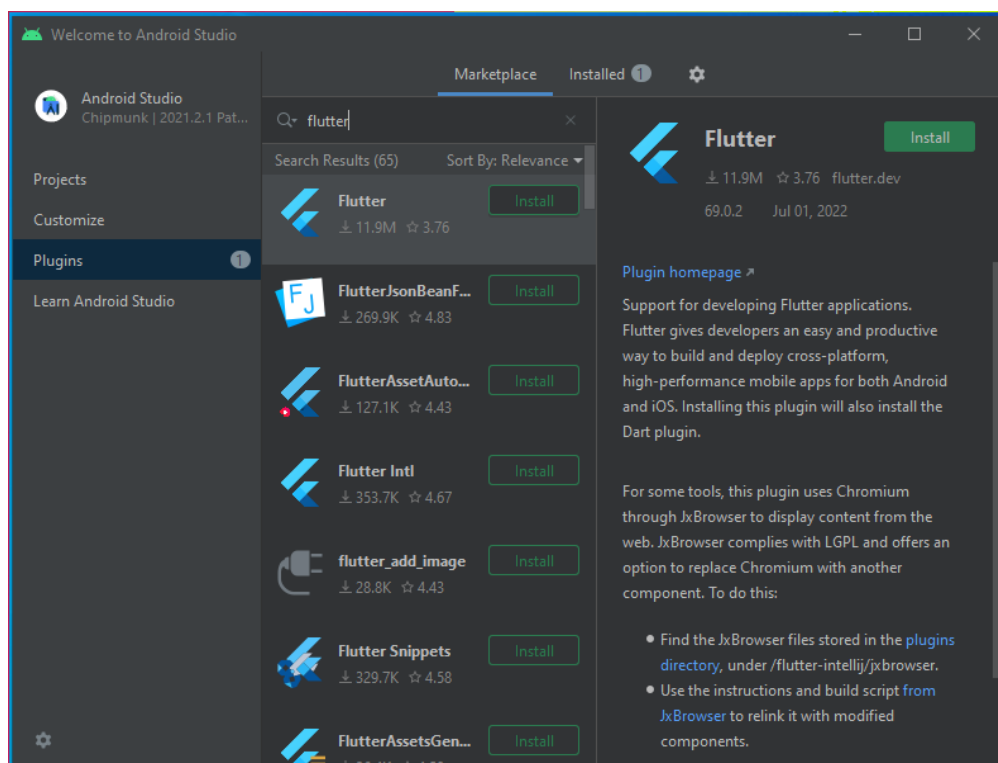 Welcome to Android Studio
Android Studio
Chipmunk | 2021.2.1 Pat...
Projects
Customize
Plugins 1
Learn Android Studio
Marketplace Installed 1
flutter
Search Results (65) Sort By: Relevance
Flutter Install
11.9M 3.76
FlutterJsonBeanF... Install
269.9K 4.83
FlutterAssetAuto... Install
127.1K 4.43
Flutter Intl Install
353.7K 4.67
flutter_add_image Install
28.8K 4.43
Flutter Snippets Install
329.7K 4.58
FlutterAssetsGen... Install
Flutter Install
11.9M 3.76 flutter.dev
69.0.2 Jul 01, 2022
Plugin homepage
Support for developing Flutter applications.
Flutter gives developers an easy and productive
way to build and deploy cross-platform,
high-performance mobile apps for both Android
and iOS. Installing this plugin will also install the
Dart plugin.
For some tools, this plugin uses Chromium
through JxBrowser to display content from the
web. JxBrowser complies with LGPL and offers an
option to replace Chromium with another
component. To do this:
Find the JxBrowser files stored in the plugins
directory, under /flutter-intellij/jxbrowser.
Use the instructions and build script from
JxBrowser to relink it with modified
components.